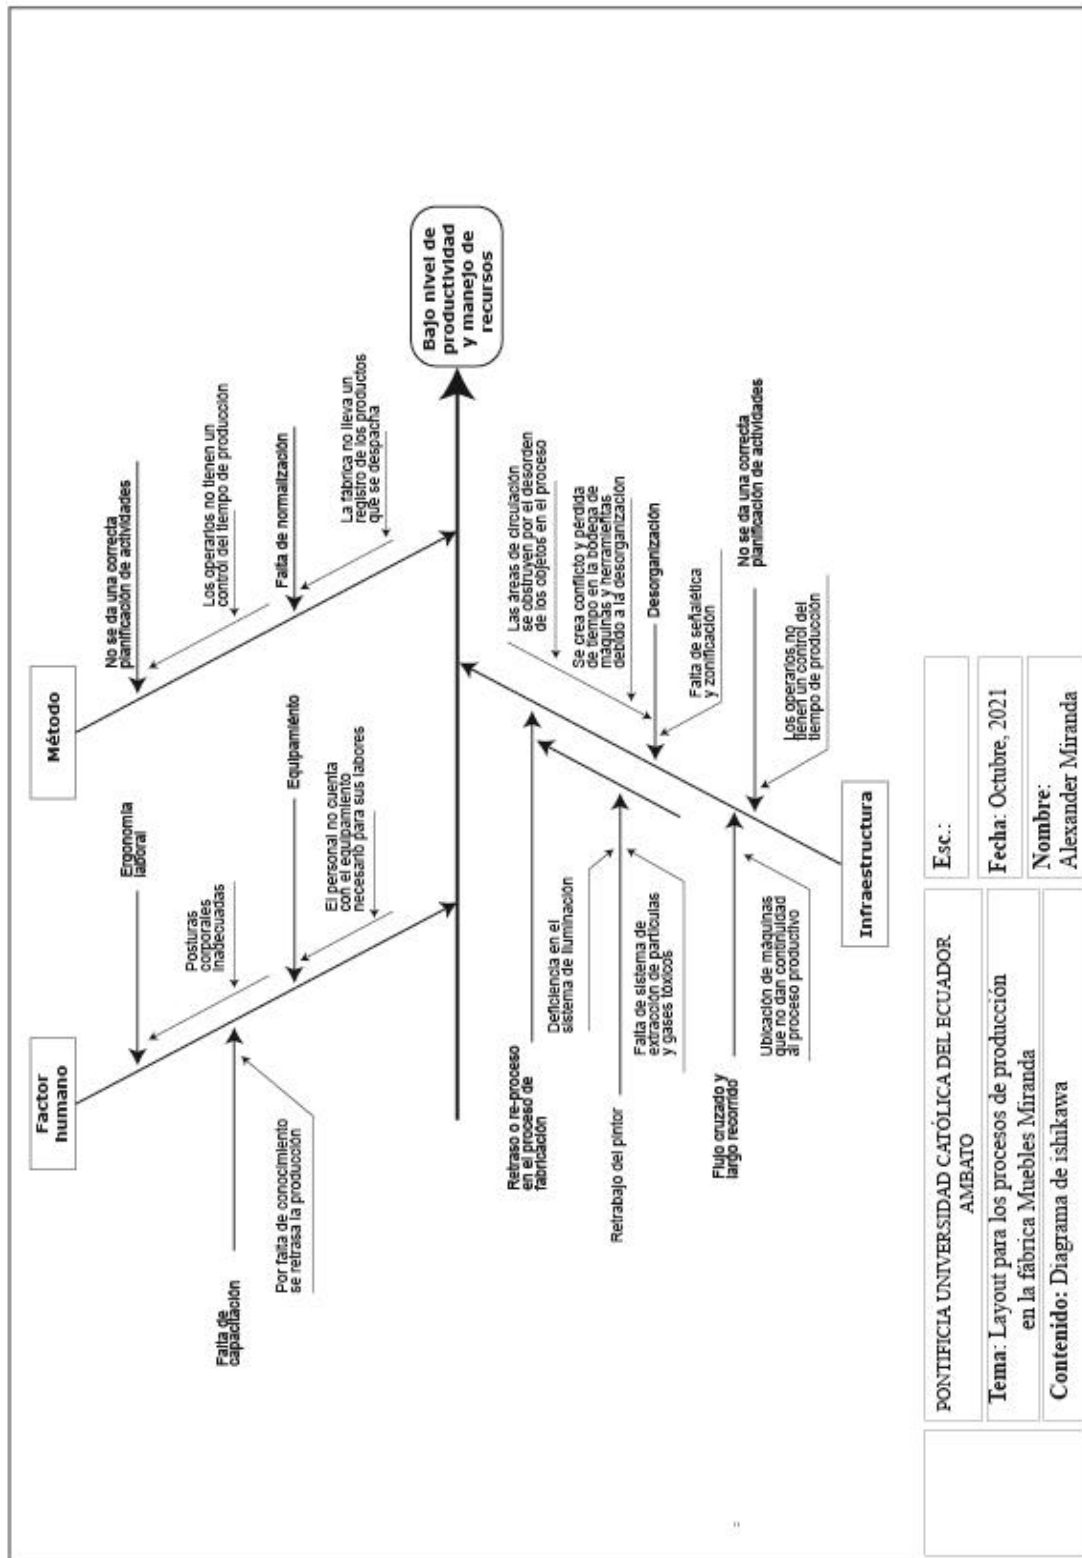 Factor
humano
Método
Ergonomía
laboral
Posturas
corporales
inadecuadas
Equipamiento
El personal no cuenta
con el equipamiento
necesario para sus labores
Falta de
capacitación
Por falta de conocimiento
se retrasa la producción
No se da una correcta
planificación de actividades
Los operarios no tienen un
control del tiempo de producción
Falta de normalización
La fábrica no lleva un
registro de los productos
que se despacha
Bajo nivel de
productividad
y manejo de
recursos
Retraso o re-proceso
en el proceso de
fabricación
Deficiencia en el
sistema de iluminación
Retrabajo del pintor
Falta de sistema de
extracción de partículas
y gases tóxicos
Flujo cruzado y
largo recorrido
Ubicación de máquinas
que no dan continuidad
al proceso productivo
Las áreas de circulación
se obstruyen por el desorden
de los objetos en el proceso
Se crea conflicto y pérdida
de tiempo en la bodega de
máquinas y herramientas
debido a la desorganización
Desorganización
Falta de señalética
y zonificación
No se da una correcta
planificación de actividades
Los operarios no
tienen un control del
tiempo de producción
Infraestructura
PONTIFICIA UNIVERSIDAD CATÓLICA DEL ECUADOR
AMBATO
Esc.:
Tema: Layout para los procesos de producción
en la fábrica Muebles Miranda
Fecha: Octubre, 2021
Contenido: Diagrama de ishikawa
Nombre:
Alexander Miranda